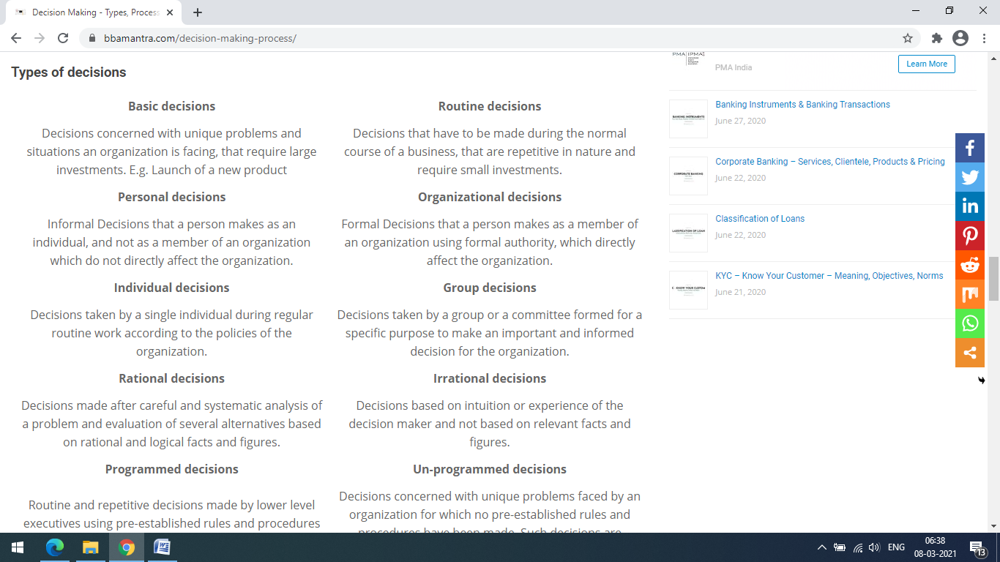 Decision Making - Types, Process
bbamantra.com/decision-making-process/
Types of decisions
Basic decisions
Decisions concerned with unique problems and
situations an organization is facing, that require large
investments. E.g. Launch of a new product
Routine decisions
Decisions that have to be made during the normal
course of a business, that are repetitive in nature and
require small investments.
Personal decisions
Informal Decisions that a person makes as an
individual, and not as a member of an organization
which do not directly affect the organization.
Organizational decisions
Formal Decisions that a person makes as a member of
an organization using formal authority, which directly
affect the organization.
Individual decisions
Decisions taken by a single individual during regular
routine work according to the policies of the
organization.
Group decisions
Decisions taken by a group or a committee formed for a
specific purpose to make an important and informed
decision for the organization.
Rational decisions
Decisions made after careful and systematic analysis of
a problem and evaluation of several alternatives based
on rational and logical facts and figures.
Irrational decisions
Decisions based on intuition or experience of the
decision maker and not based on relevant facts and
figures.
Programmed decisions
Routine and repetitive decisions made by lower level
executives using pre-established rules and procedures
Un-programmed decisions
Decisions concerned with unique problems faced by an
organization for which no pre-established rules and
procedures have been made. Such decisions are
PMA IPMA
PMA India
Learn More
BANKING INSTRUMENTS
Banking Instruments & Banking Transactions
June 27, 2020
CORPORATE BANKING
Corporate Banking – Services, Clientele, Products & Pricing
June 22, 2020
LASSIFICATION OF LOAN
Classification of Loans
June 22, 2020
: KNOW YOUR CUSTOM
KYC – Know Your Customer – Meaning, Objectives, Norms
June 21, 2020
ENG
06:38
08-03-2021
13